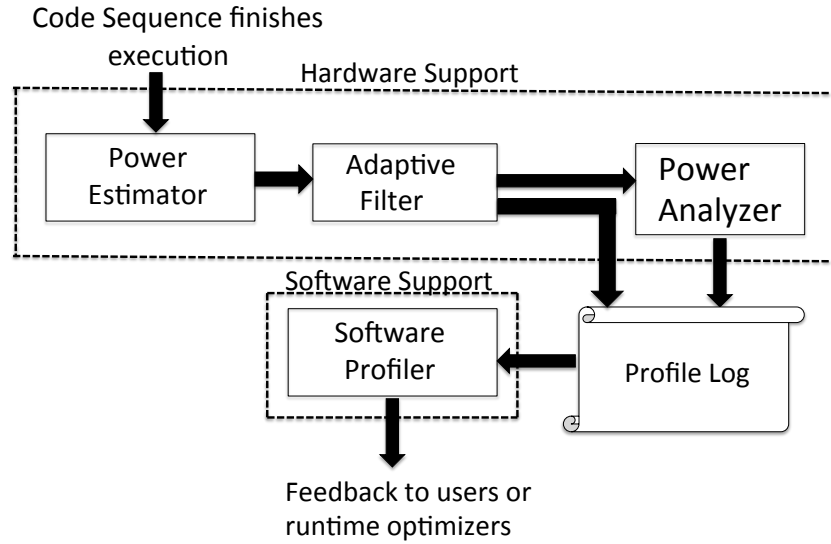 Code Sequence finishes
execution
Hardware Support
Power
Estimator
Adaptive
Filter
Power
Analyzer
Software Support
Software
Profiler
Profile Log
Feedback to users or
runtime optimizers